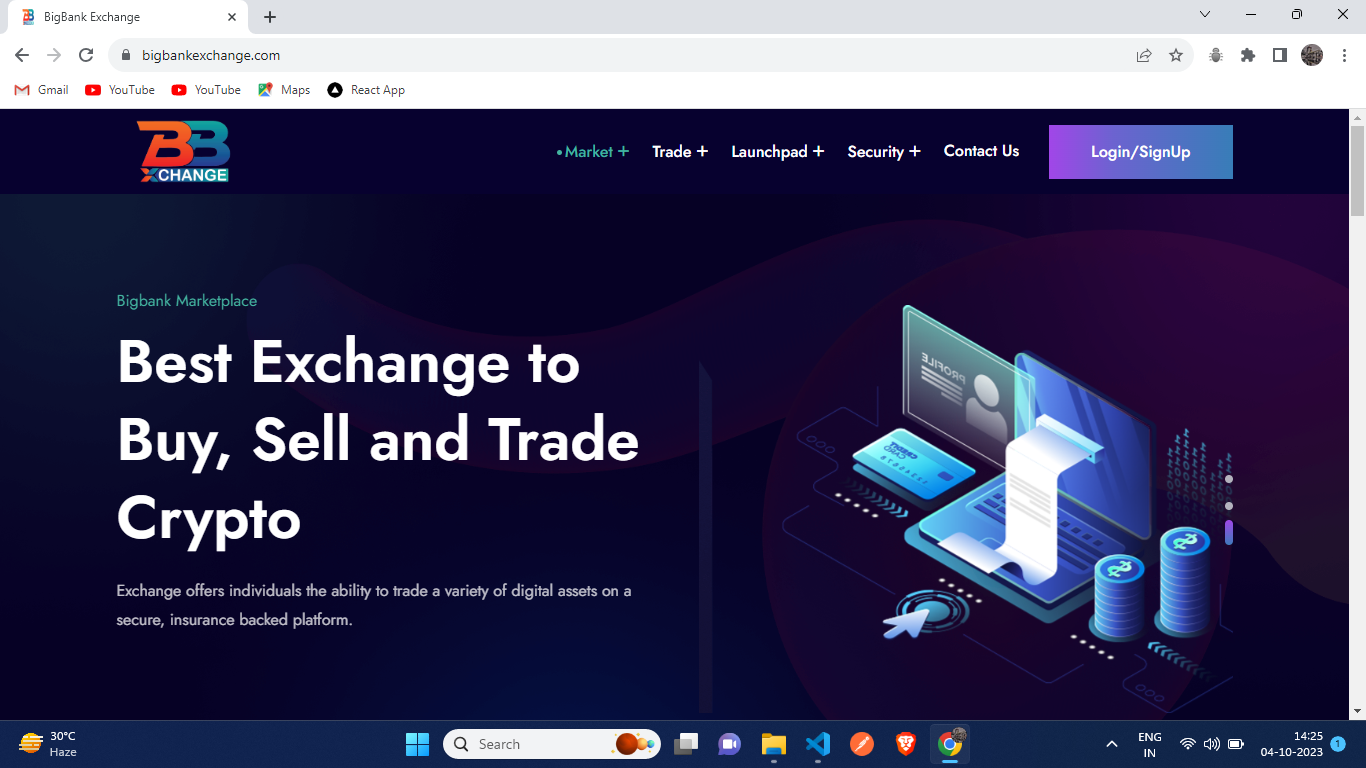 BigBank Exchange
bigbankexchange.com
Gmail YouTube YouTube Maps React App
BB
XCHANGE
Market + Trade + Launchpad + Security + Contact Us Login/SignUp
Bigbank Marketplace
Best Exchange to
Buy, Sell and Trade
Crypto
Exchange offers individuals the ability to trade a variety of digital assets on a
secure, insurance backed platform.
PROFILE
30°C
Haze
Search
ENG
IN
14:25
04-10-2023
1